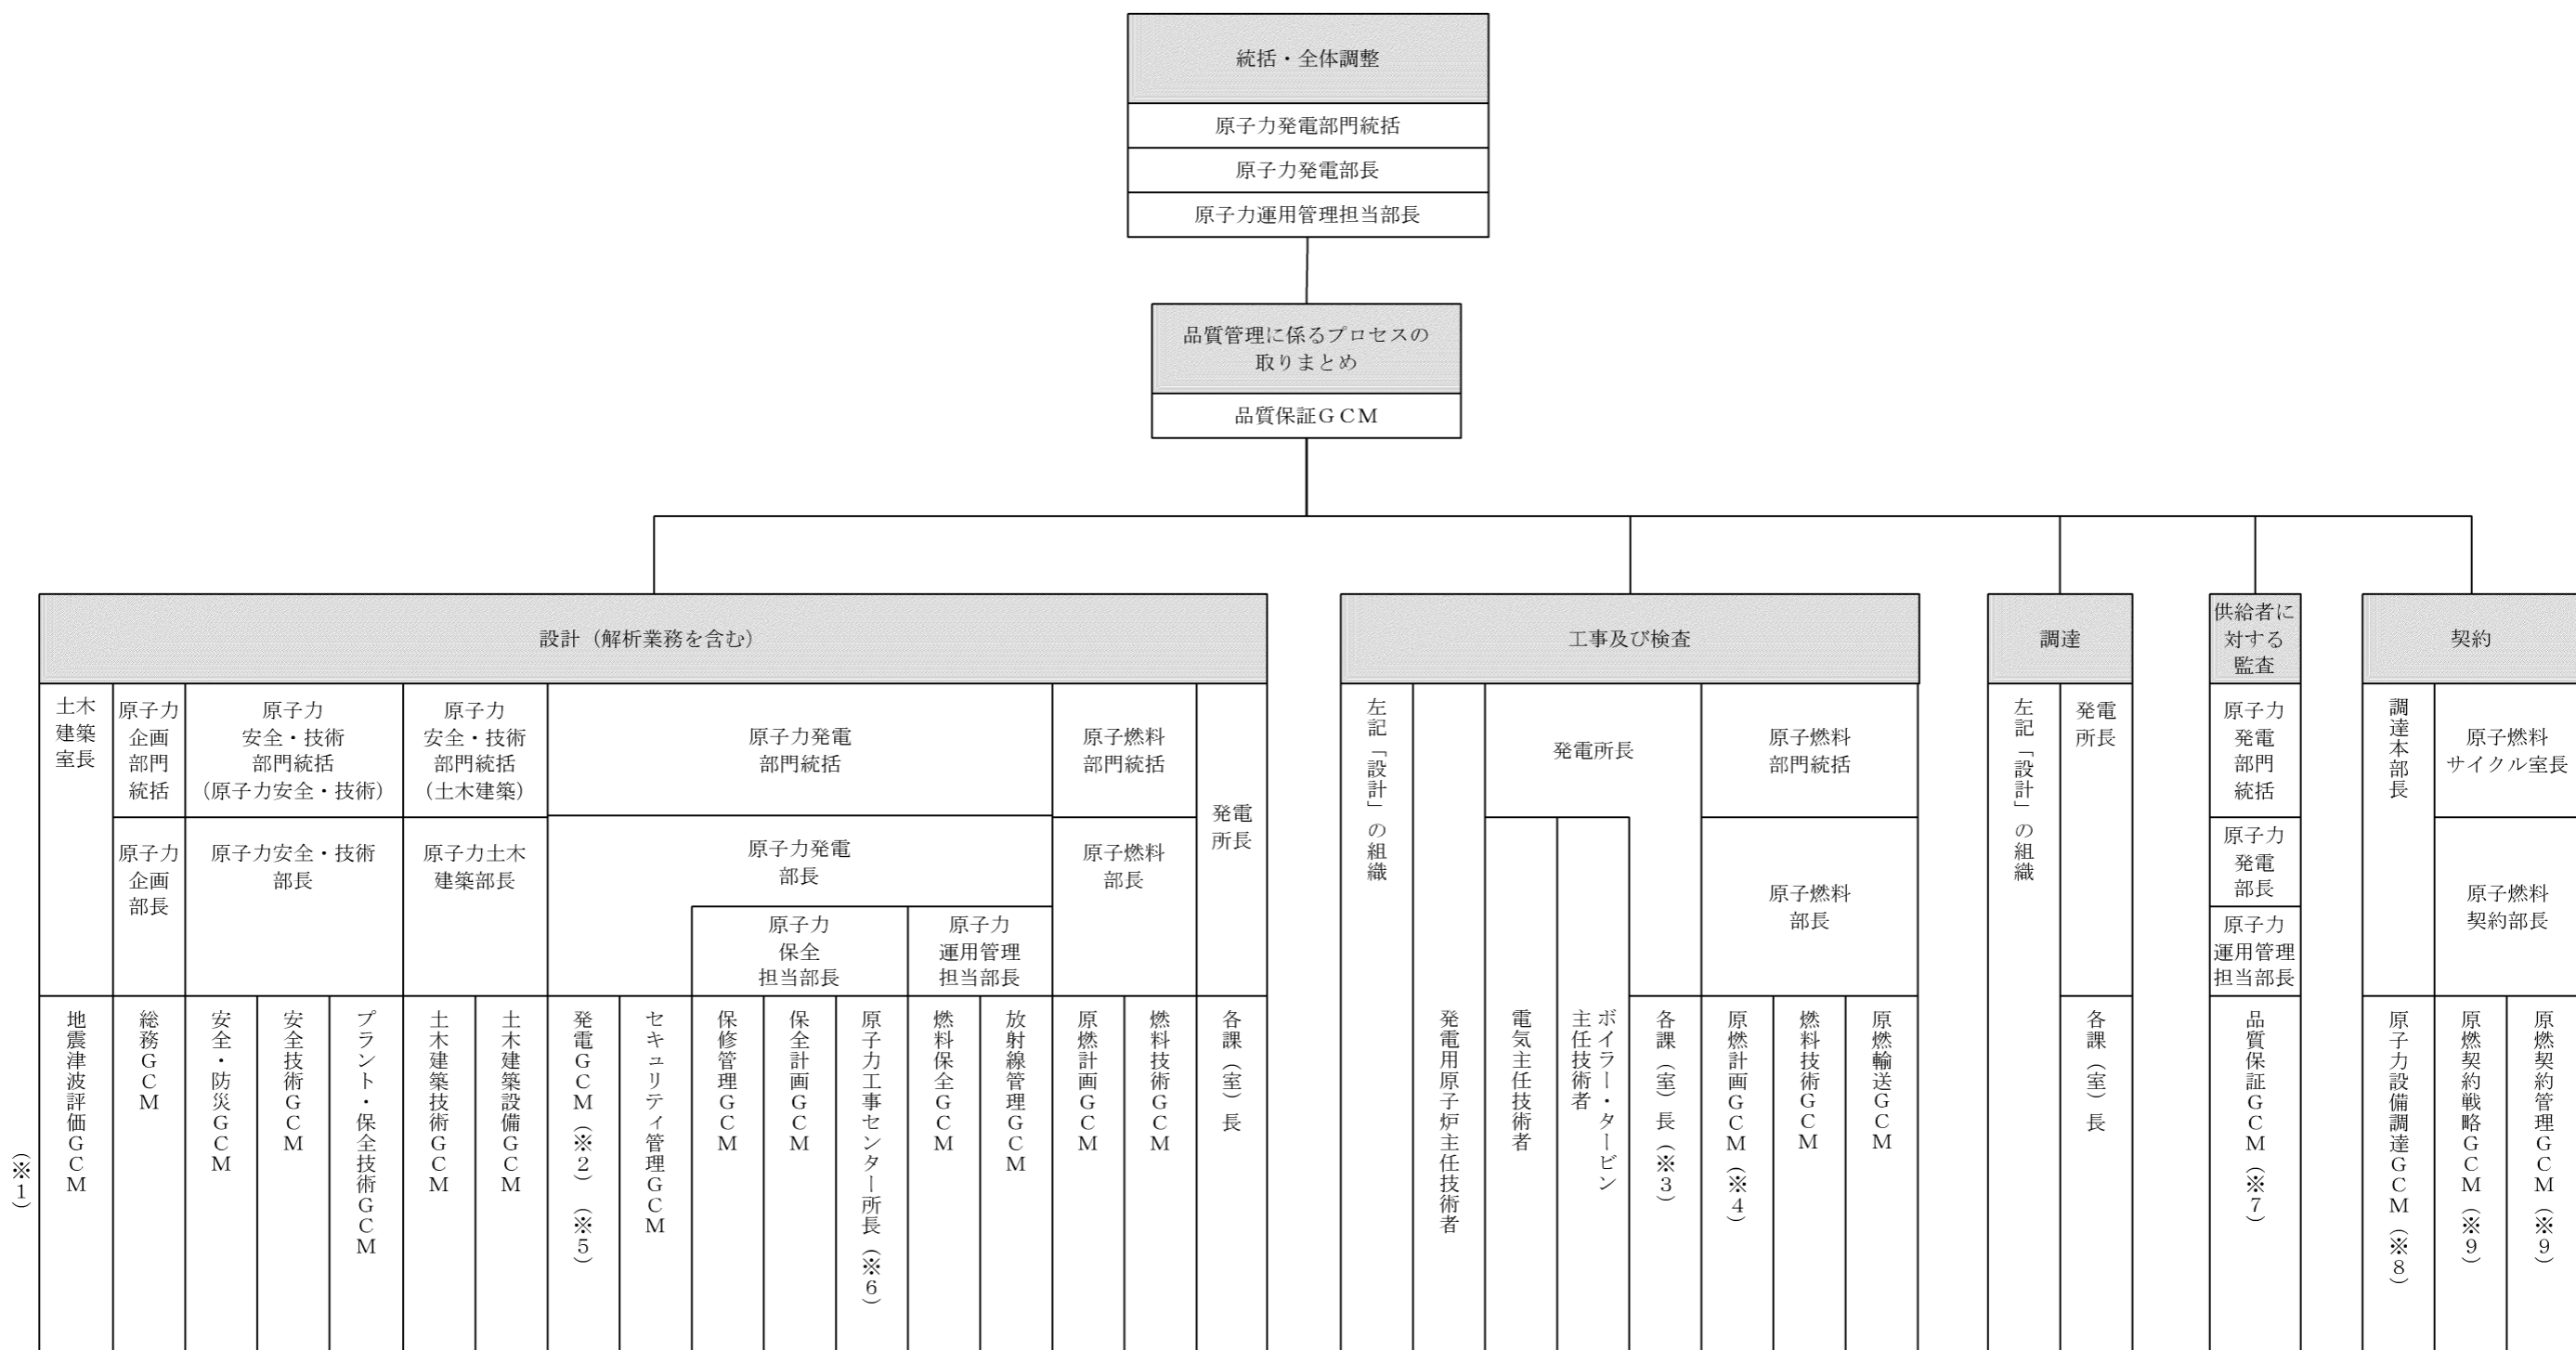 統括・全体調整
原子力発電部門統括
原子力発電部長
原子力運用管理担当部長
品質管理に係るプロセスの
取りまとめ
品質保証GCM
設計（解析業務を含む）
土木
建築
室長
原子力
企画
部門
統括
原子力
安全・技術
部門統括
（原子力安全・技術）
原子力
安全・技術
部門統括
（土木建築）
原子力発電
部門統括
原子燃料
部門統括
発電
所長
原子力
企画
部長
原子力安全・技術
部長
原子力土木
建築部長
原子力発電
部長
原子燃料
部長
原子力
保全
担当部長
原子力
運用管理
担当部長
（※1）
地震津波評価GCM
総務GCM
安全・防災GCM
安全技術GCM
プラント・保全技術GCM
土木建築技術GCM
土木建築設備GCM
発電GCM（※2）（※5）
セキュリティ管理GCM
保修管理GCM
保全計画GCM
原子力工事センター所長（※6）
燃料保全GCM
放射線管理GCM
原燃計画GCM
燃料技術GCM
各課（室）長
工事及び検査
左記「設計」の組織
発電用原子炉主任技術者
発電所長
電気主任技術者
ボイラー・タービン
主任技術者
各課（室）長（※3）
原子燃料
部門統括
原子燃料
部長
原燃計画GCM（※4）
燃料技術GCM
原燃輸送GCM
調達
左記「設計」の組織
発電
所長
各課（室）長
供給者に
対する
監査
原子力
発電
部門
統括
原子力
発電
部長
原子力
運用管理
担当部長
品質保証GCM（※7）
契約
調達本部長
原子力設備調達GCM（※8）
原子燃料
サイクル室長
原子燃料
契約部長
原燃契約戦略GCM（※9）
原燃契約管理GCM（※9）